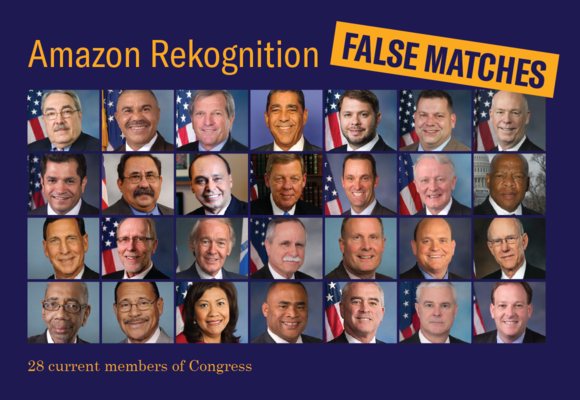 Amazon Rekognition
FALSE MATCHES
28 current members of Congress